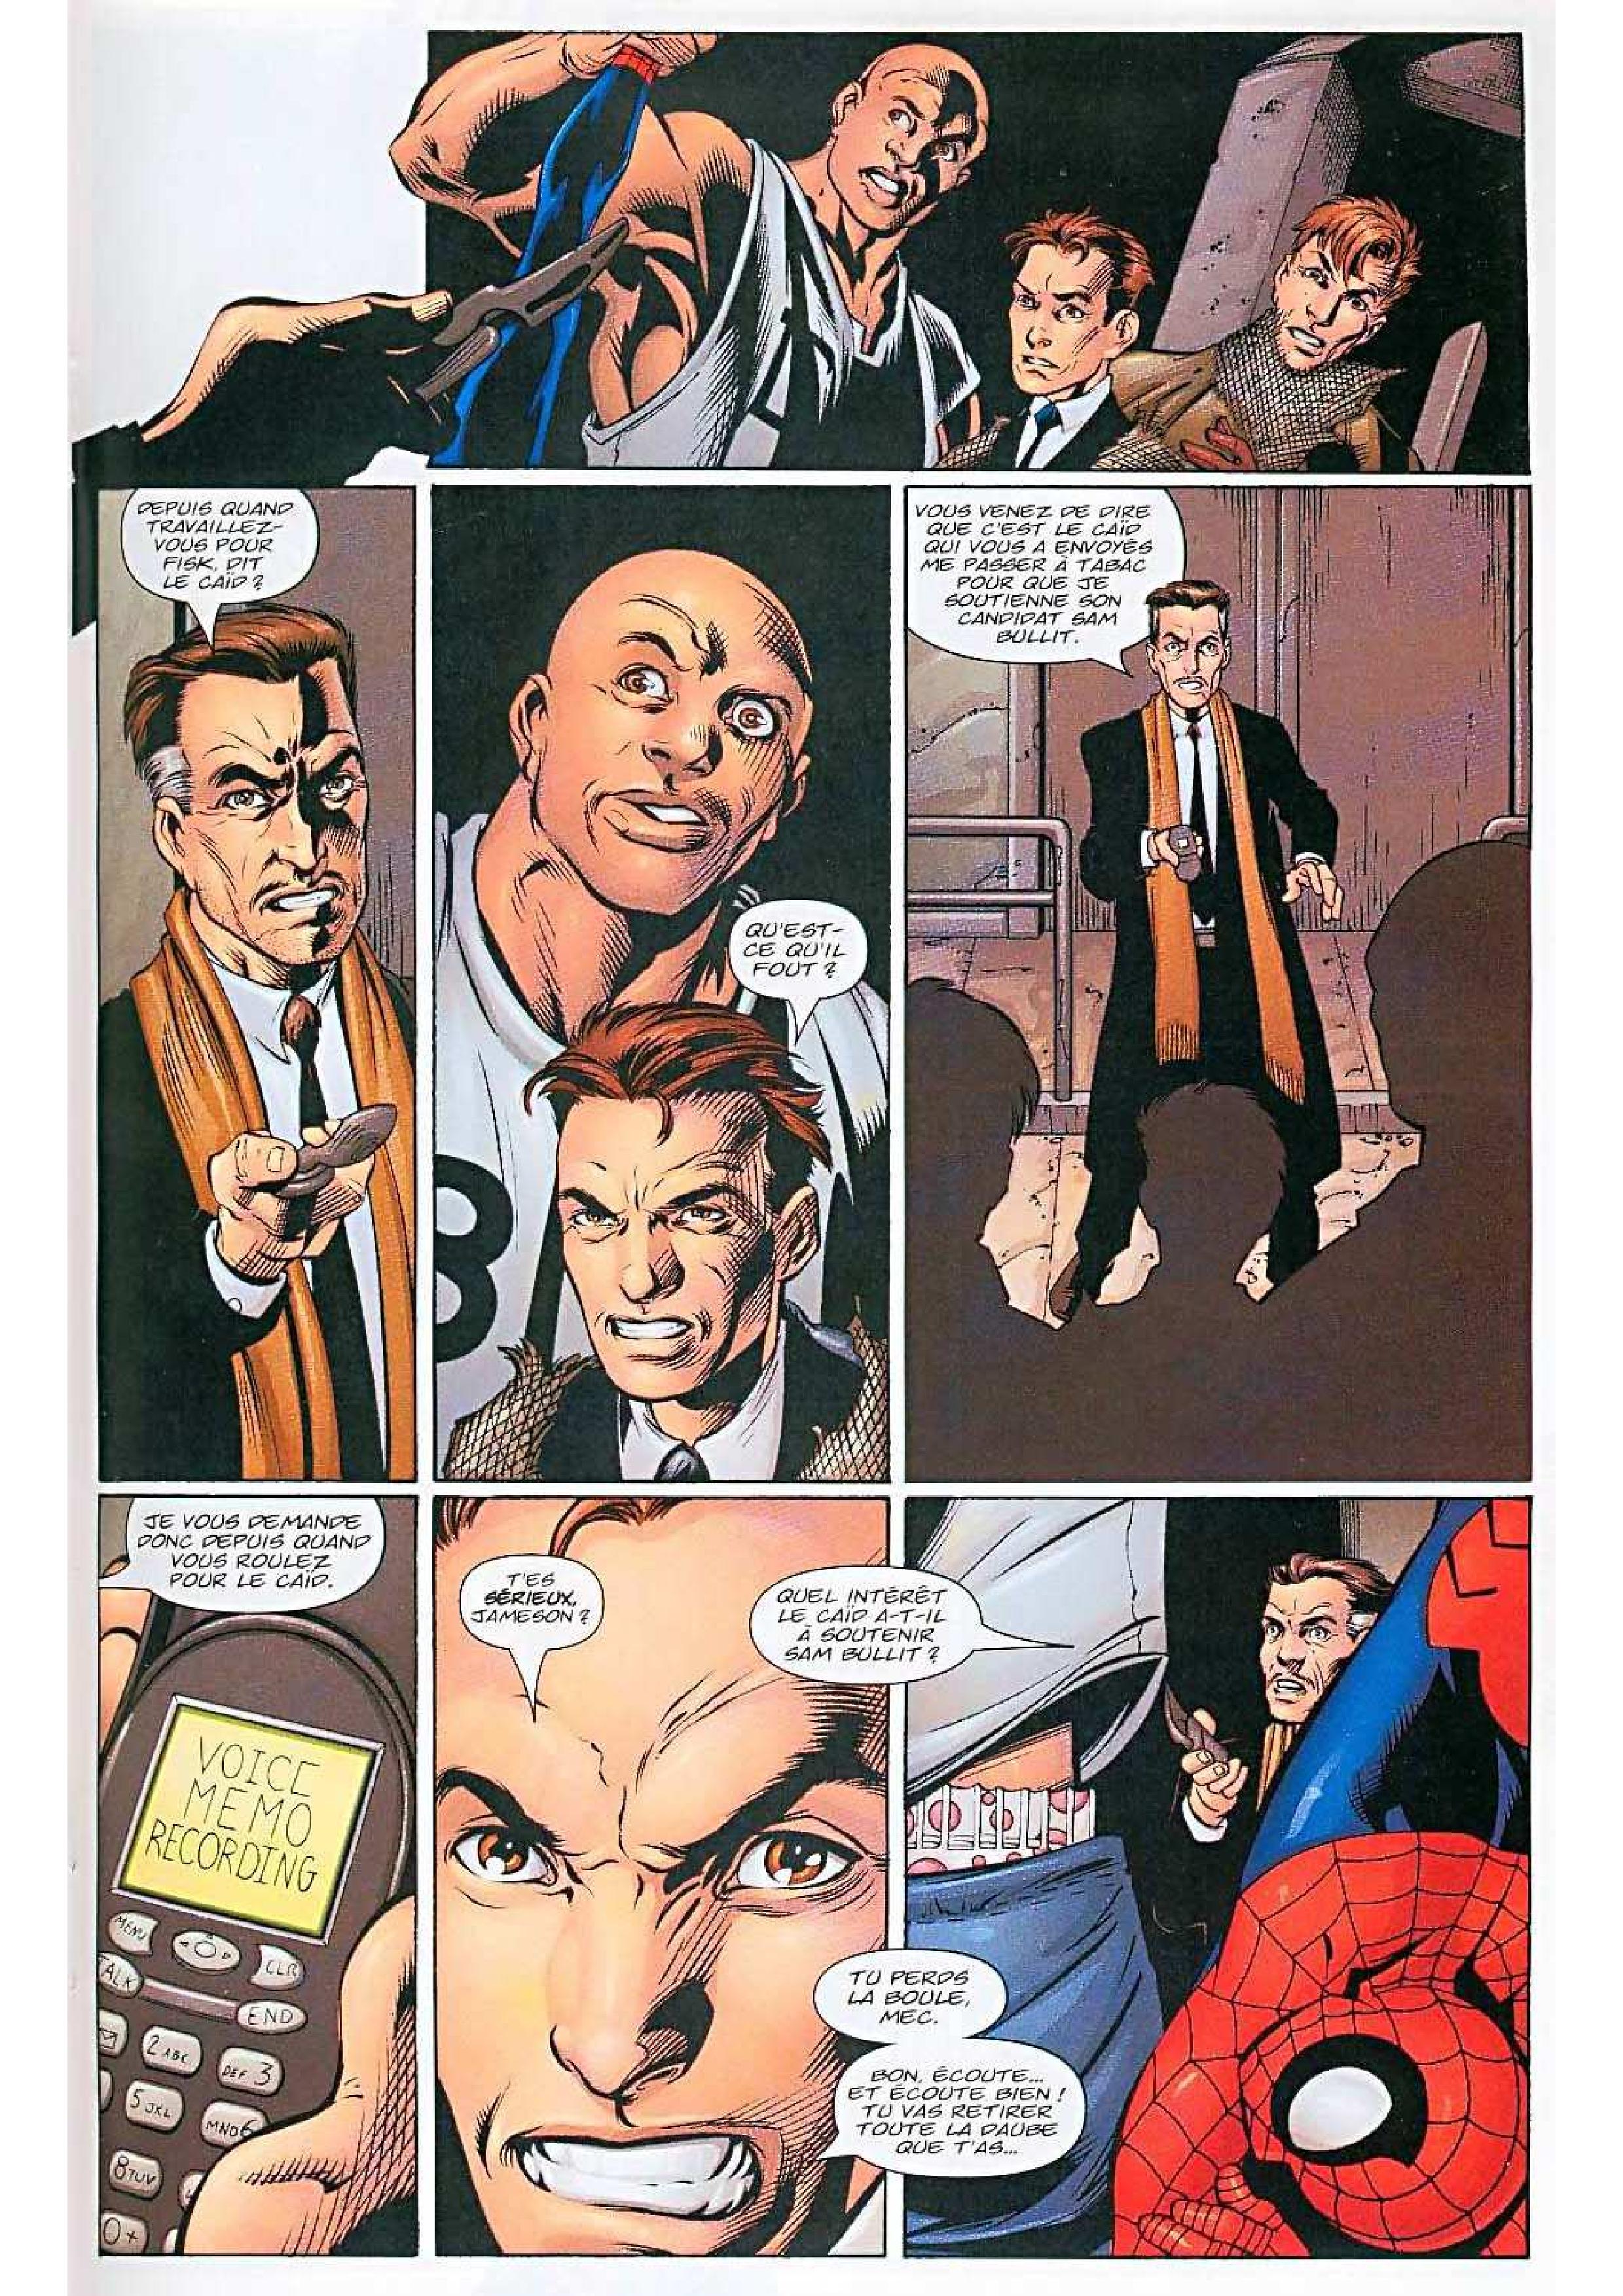 DEPUIS QUAND
TRAVAILLEZ-
VOUS POUR
FISK, DIT
LE CAÏD ?
QU'EST-
CE QU'IL
FOUT ?
VOUS VENEZ DE DIRE
QUE C'EST LE CAÏD
QUI VOUS A ENVOYÉS
ME PASSER À TABAC
POUR QUE JE
SOUTIENNE SON
CANDIDAT SAM
BULLIT.
8
JE VOUS DEMANDE
DONC DEPUIS QUAND
VOUS ROULEZ
POUR LE CAÏD.
VOICE
MEMO
RECORDING
MENU
CLR
TALK
END
2 ABC
DEF 3
5 JKL
MNO 6
8 TUV
0+
T'ES
SÉRIEUX,
JAMESON ?
QUEL INTÉRÊT
LE CAÏD A-T-IL
À SOUTENIR
SAM BULLIT ?
TU PERDS
LA BOULE,
MEC.
BON, ÉCOUTE...
ET ÉCOUTE BIEN !
TU VAS RETIRER
TOUTE LA DAUBE
QUE T'AS...